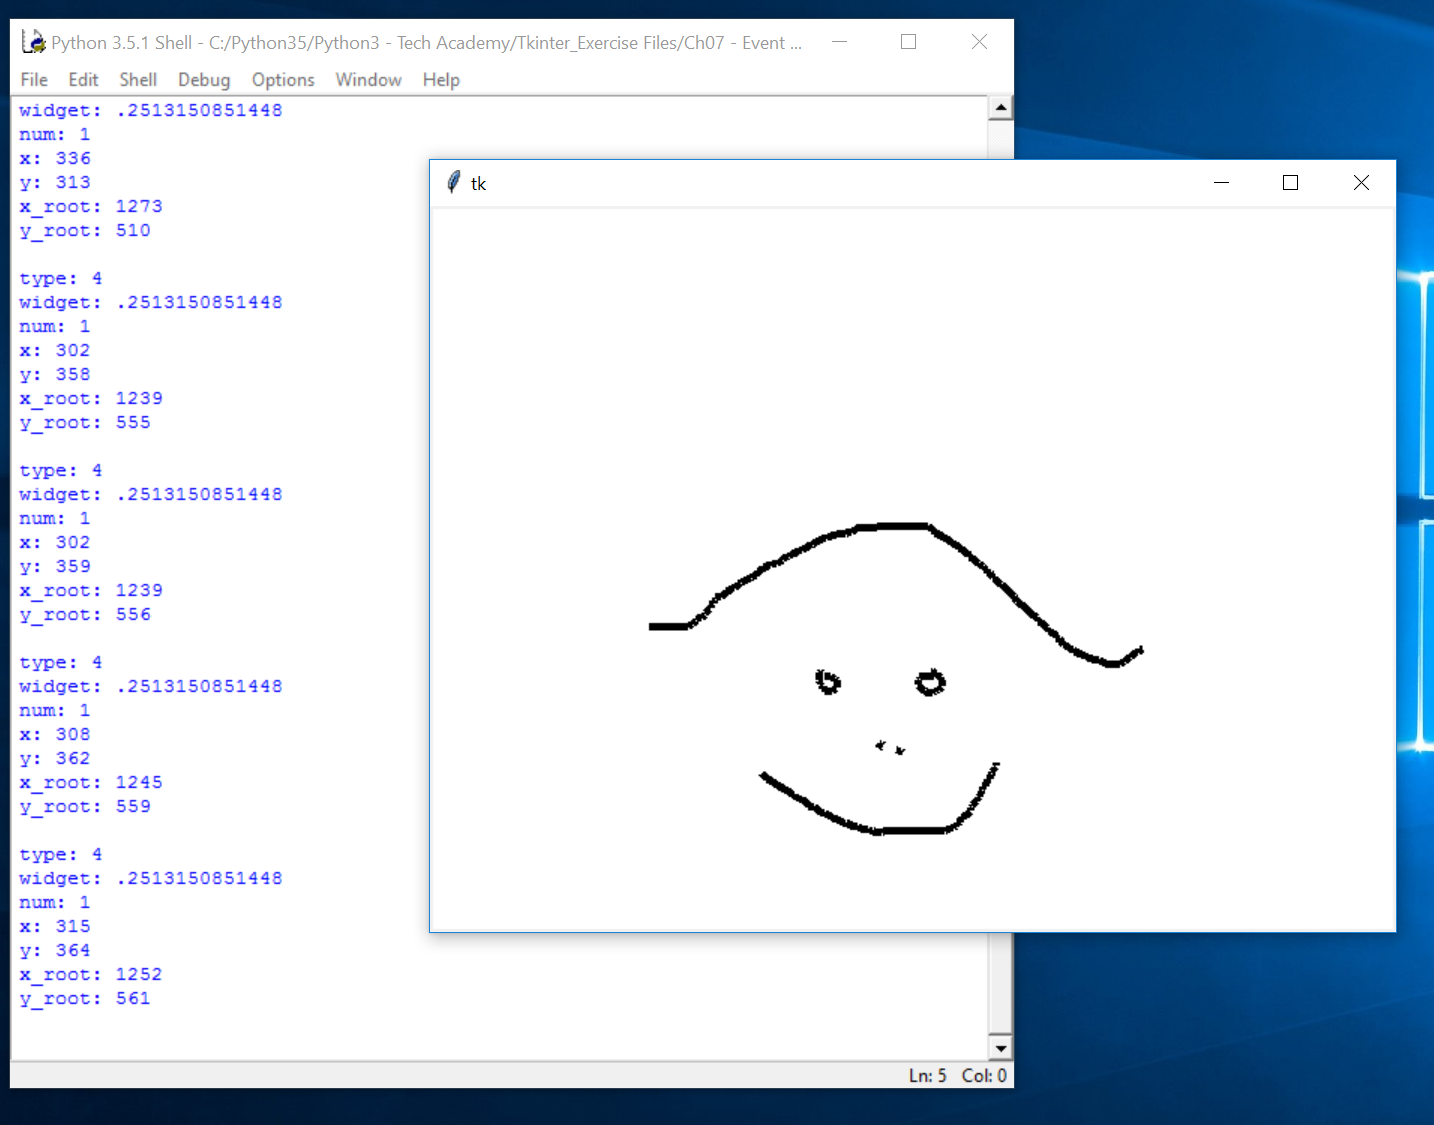 Python 3.5.1 Shell - C:/Python35/Python3 - Tech Academy/Tkinter_Exercise Files/Ch07 - Event ...
File Edit Shell Debug Options Window Help
widget: .2513150851448
num: 1
x: 336
y: 313
x_root: 1273
y_root: 510
type: 4
widget: .2513150851448
num: 1
x: 302
y: 358
x_root: 1239
y_root: 555
type: 4
widget: .2513150851448
num: 1
x: 302
y: 359
x_root: 1239
y_root: 556
type: 4
widget: .2513150851448
num: 1
x: 308
y: 362
x_root: 1245
y_root: 559
type: 4
widget: .2513150851448
num: 1
x: 315
y: 364
x_root: 1252
y_root: 561
Ln: 5 Col: 0
tk